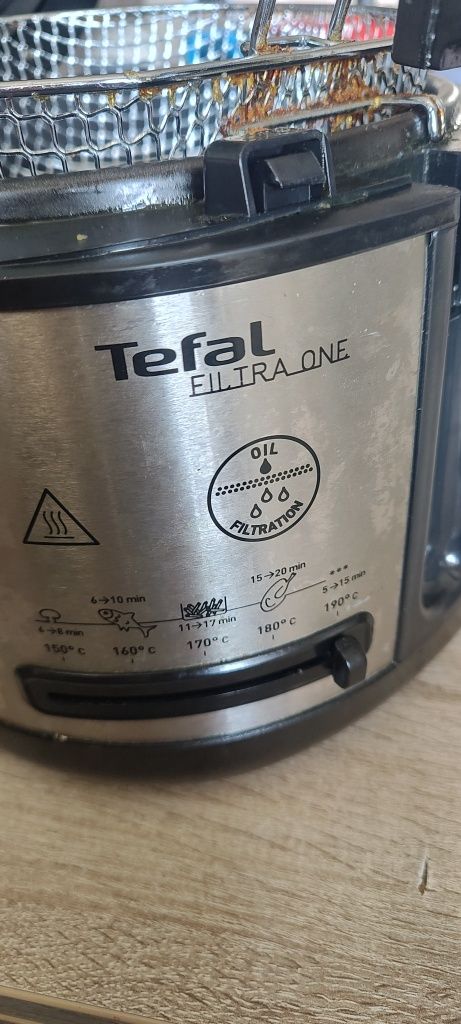 Tefal
FILTRA ONE
OIL
FILTRATION
6→8 min
150° c
6→10 min
160° c
11→17 min
170° c
15→20 min
180° c
***
5→15 min
190° c